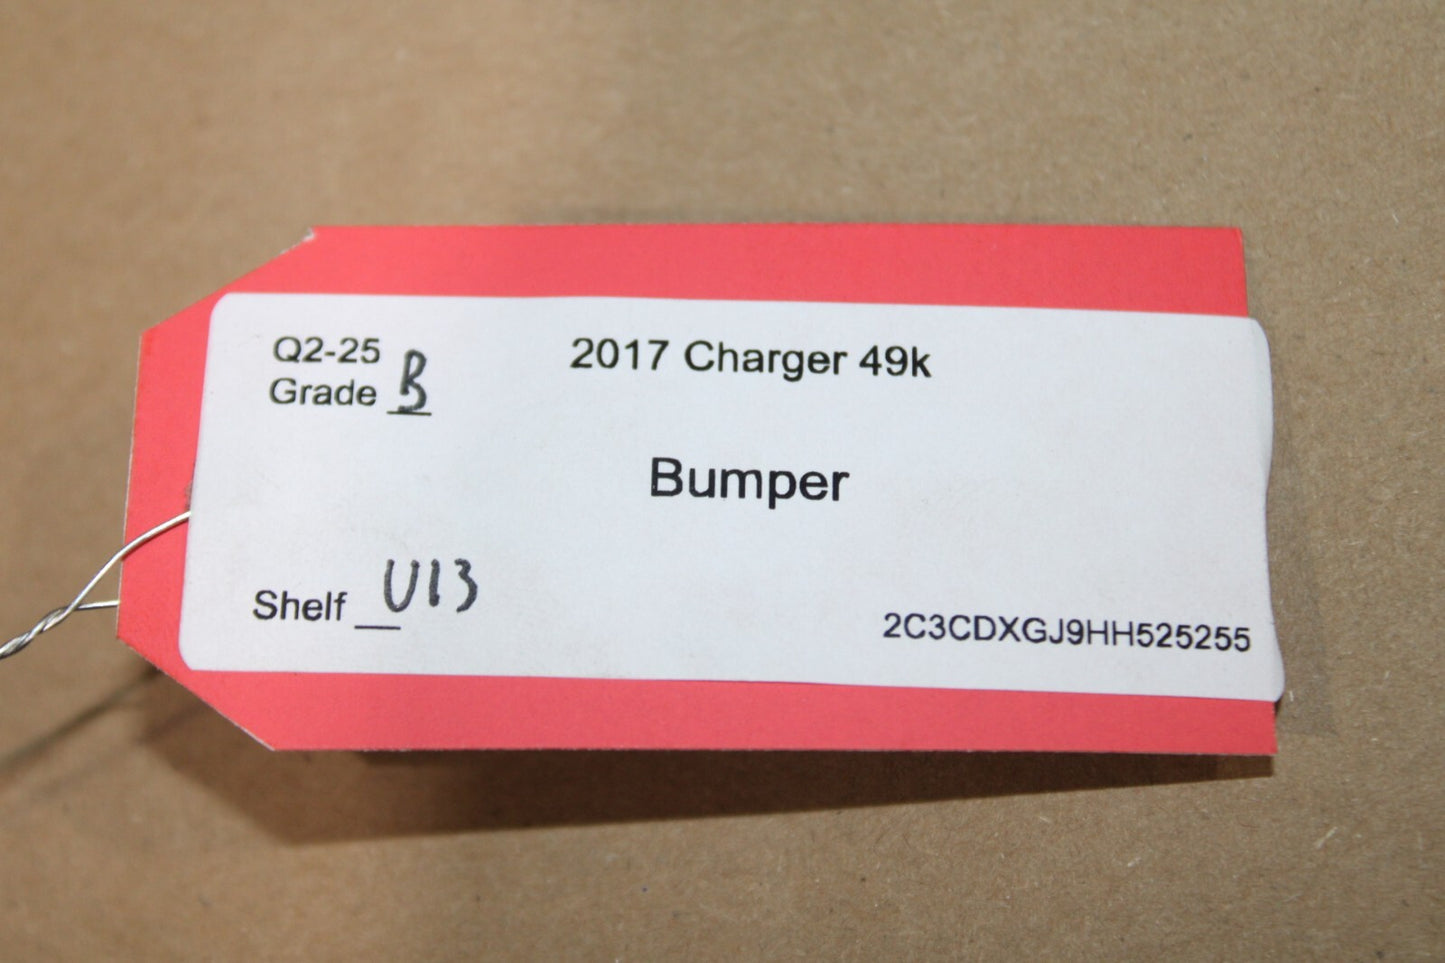 Q2-25
Grade B
2017 Charger 49k
Bumper
Shelf U13
2C3CDXGJ9HH525255